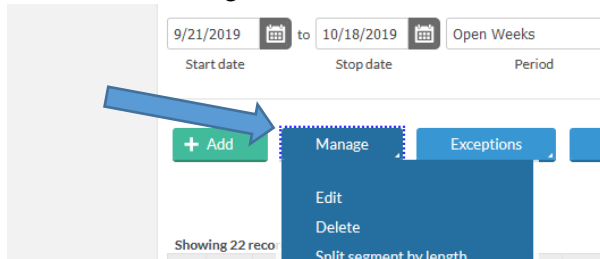 9/21/2019 to 10/18/2019 Open Weeks
Start date Stop date Period
+ Add Manage Exceptions
Edit
Delete
Showing 22 reco
Split segment by length